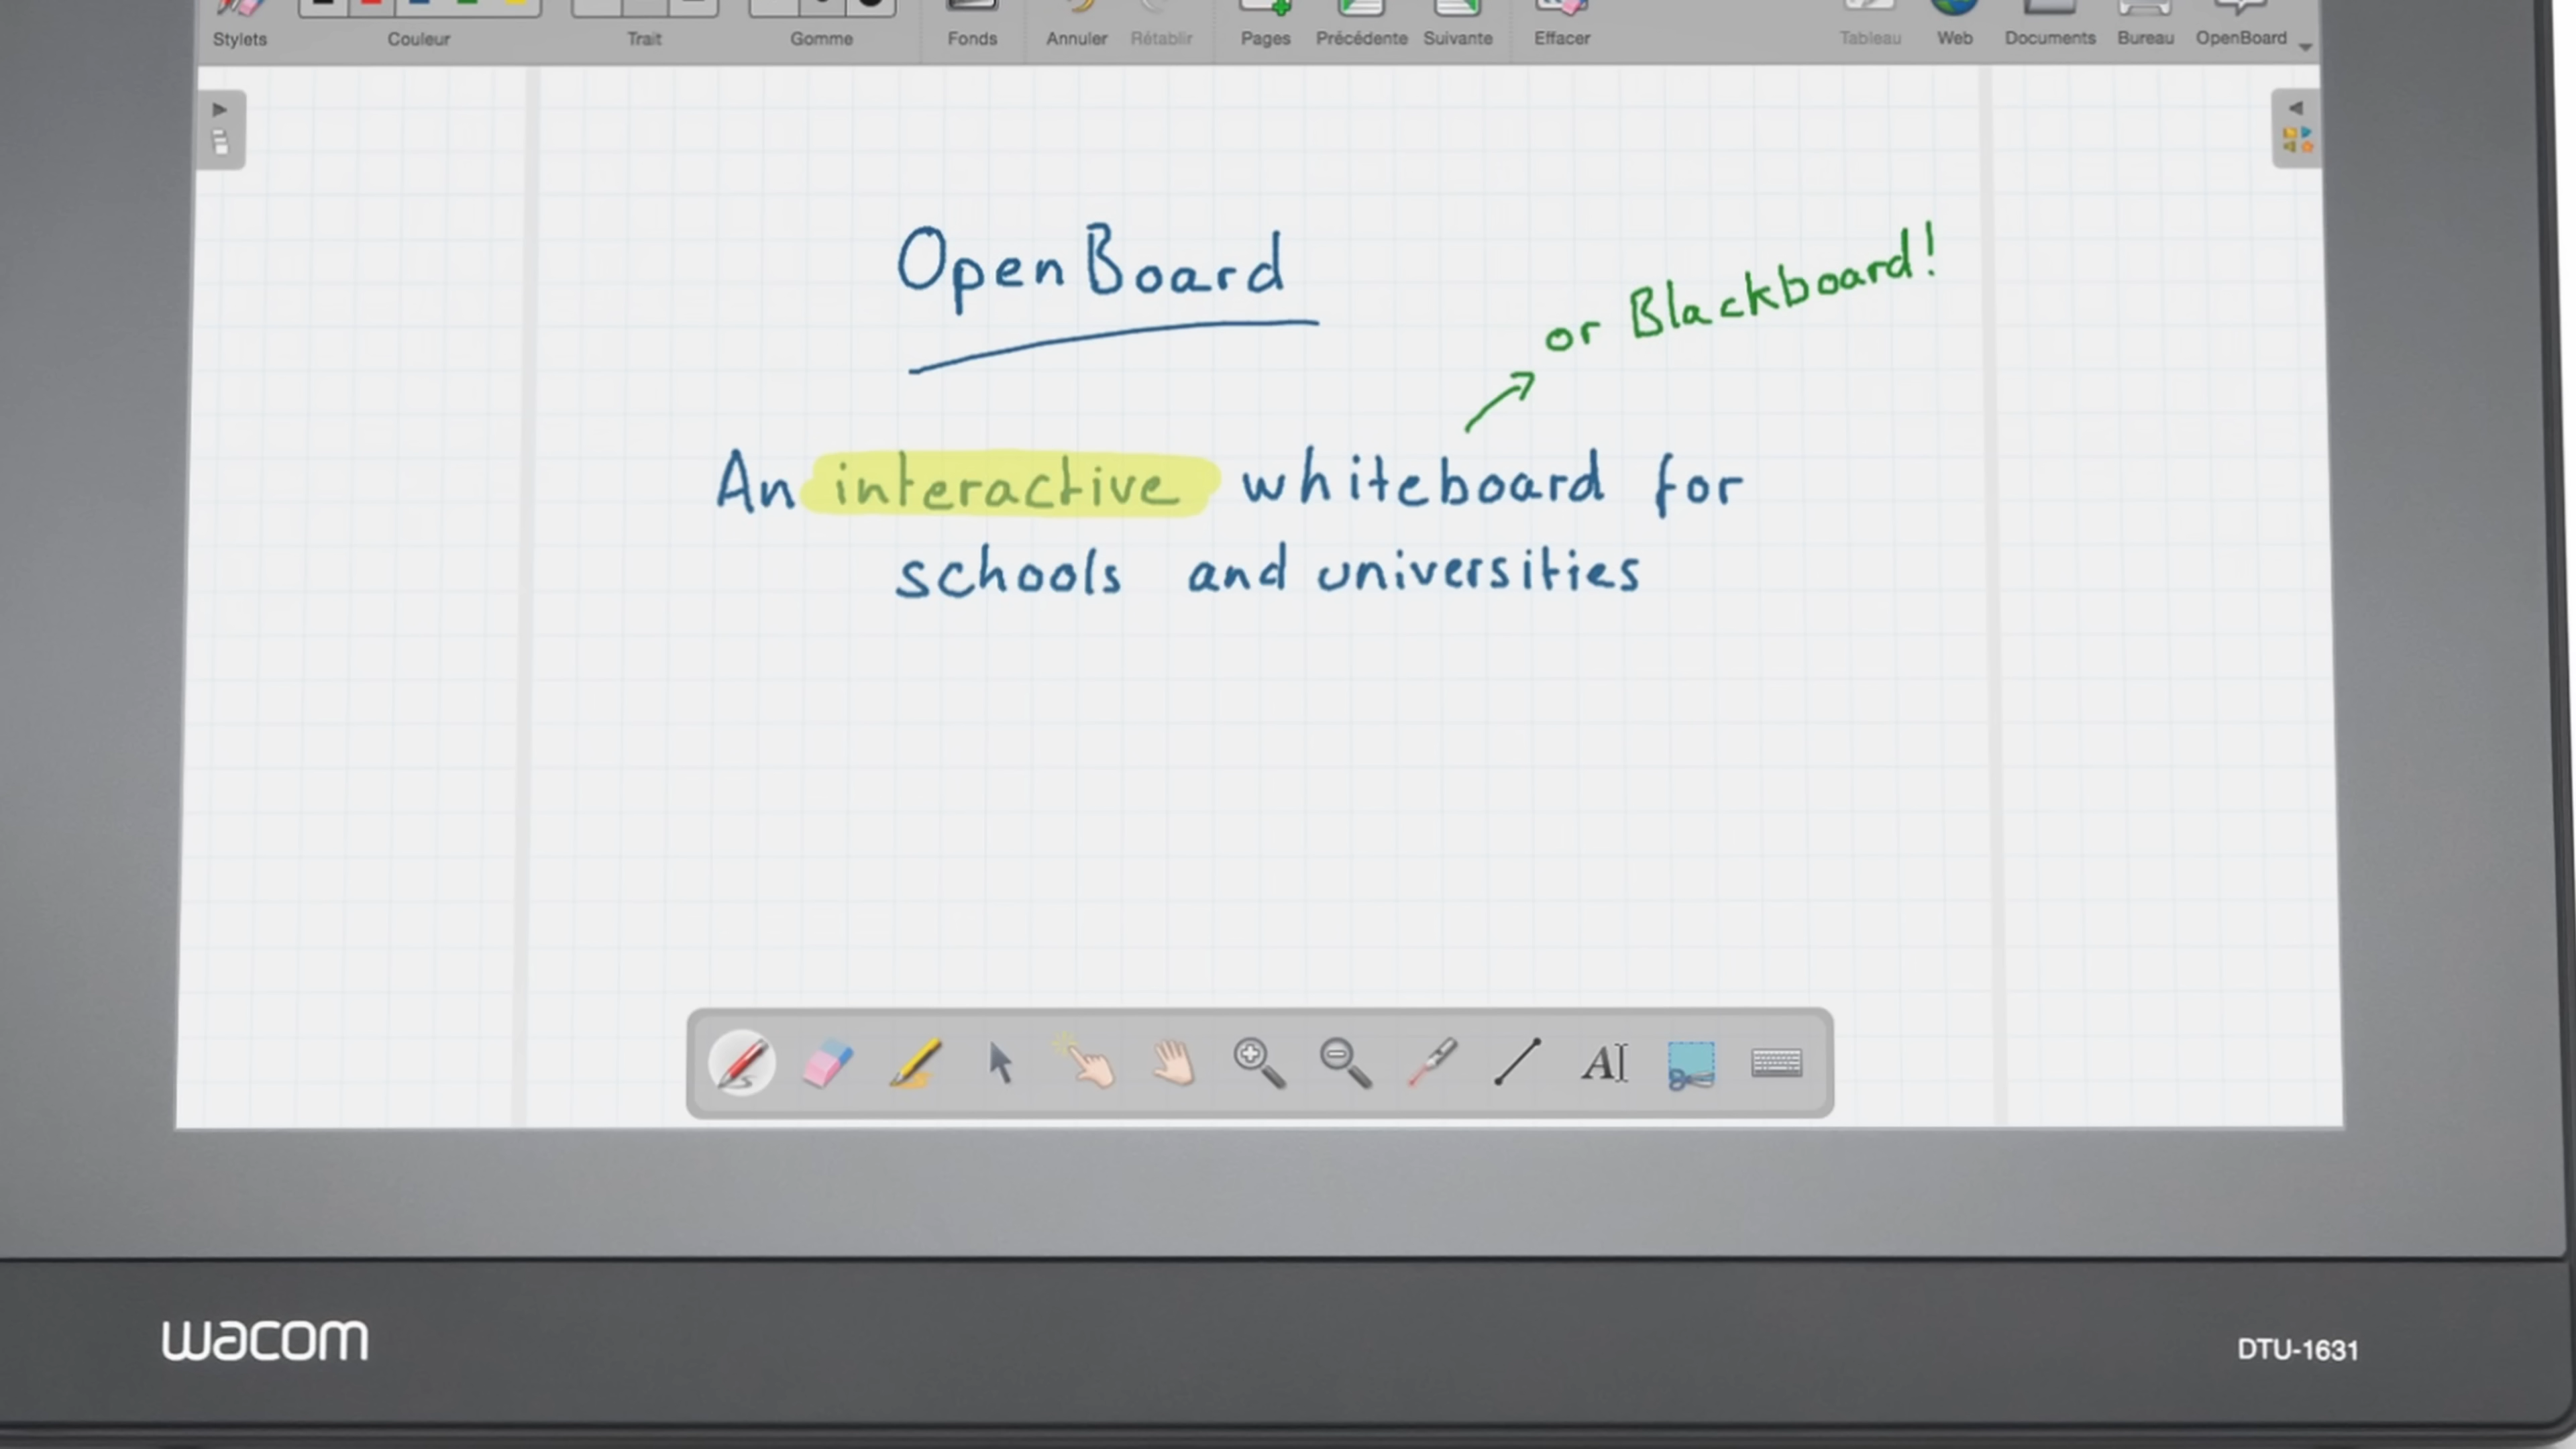 Stylets Couleur Trait Gomme Fonds Annuler Rétablir Pages Précédente Suivante Effacer Tableau Web Documents Bureau OpenBoard
OpenBoard
or Blackboard!
An interactive whiteboard for
schools and universities
AI
wacom
DTU-1631